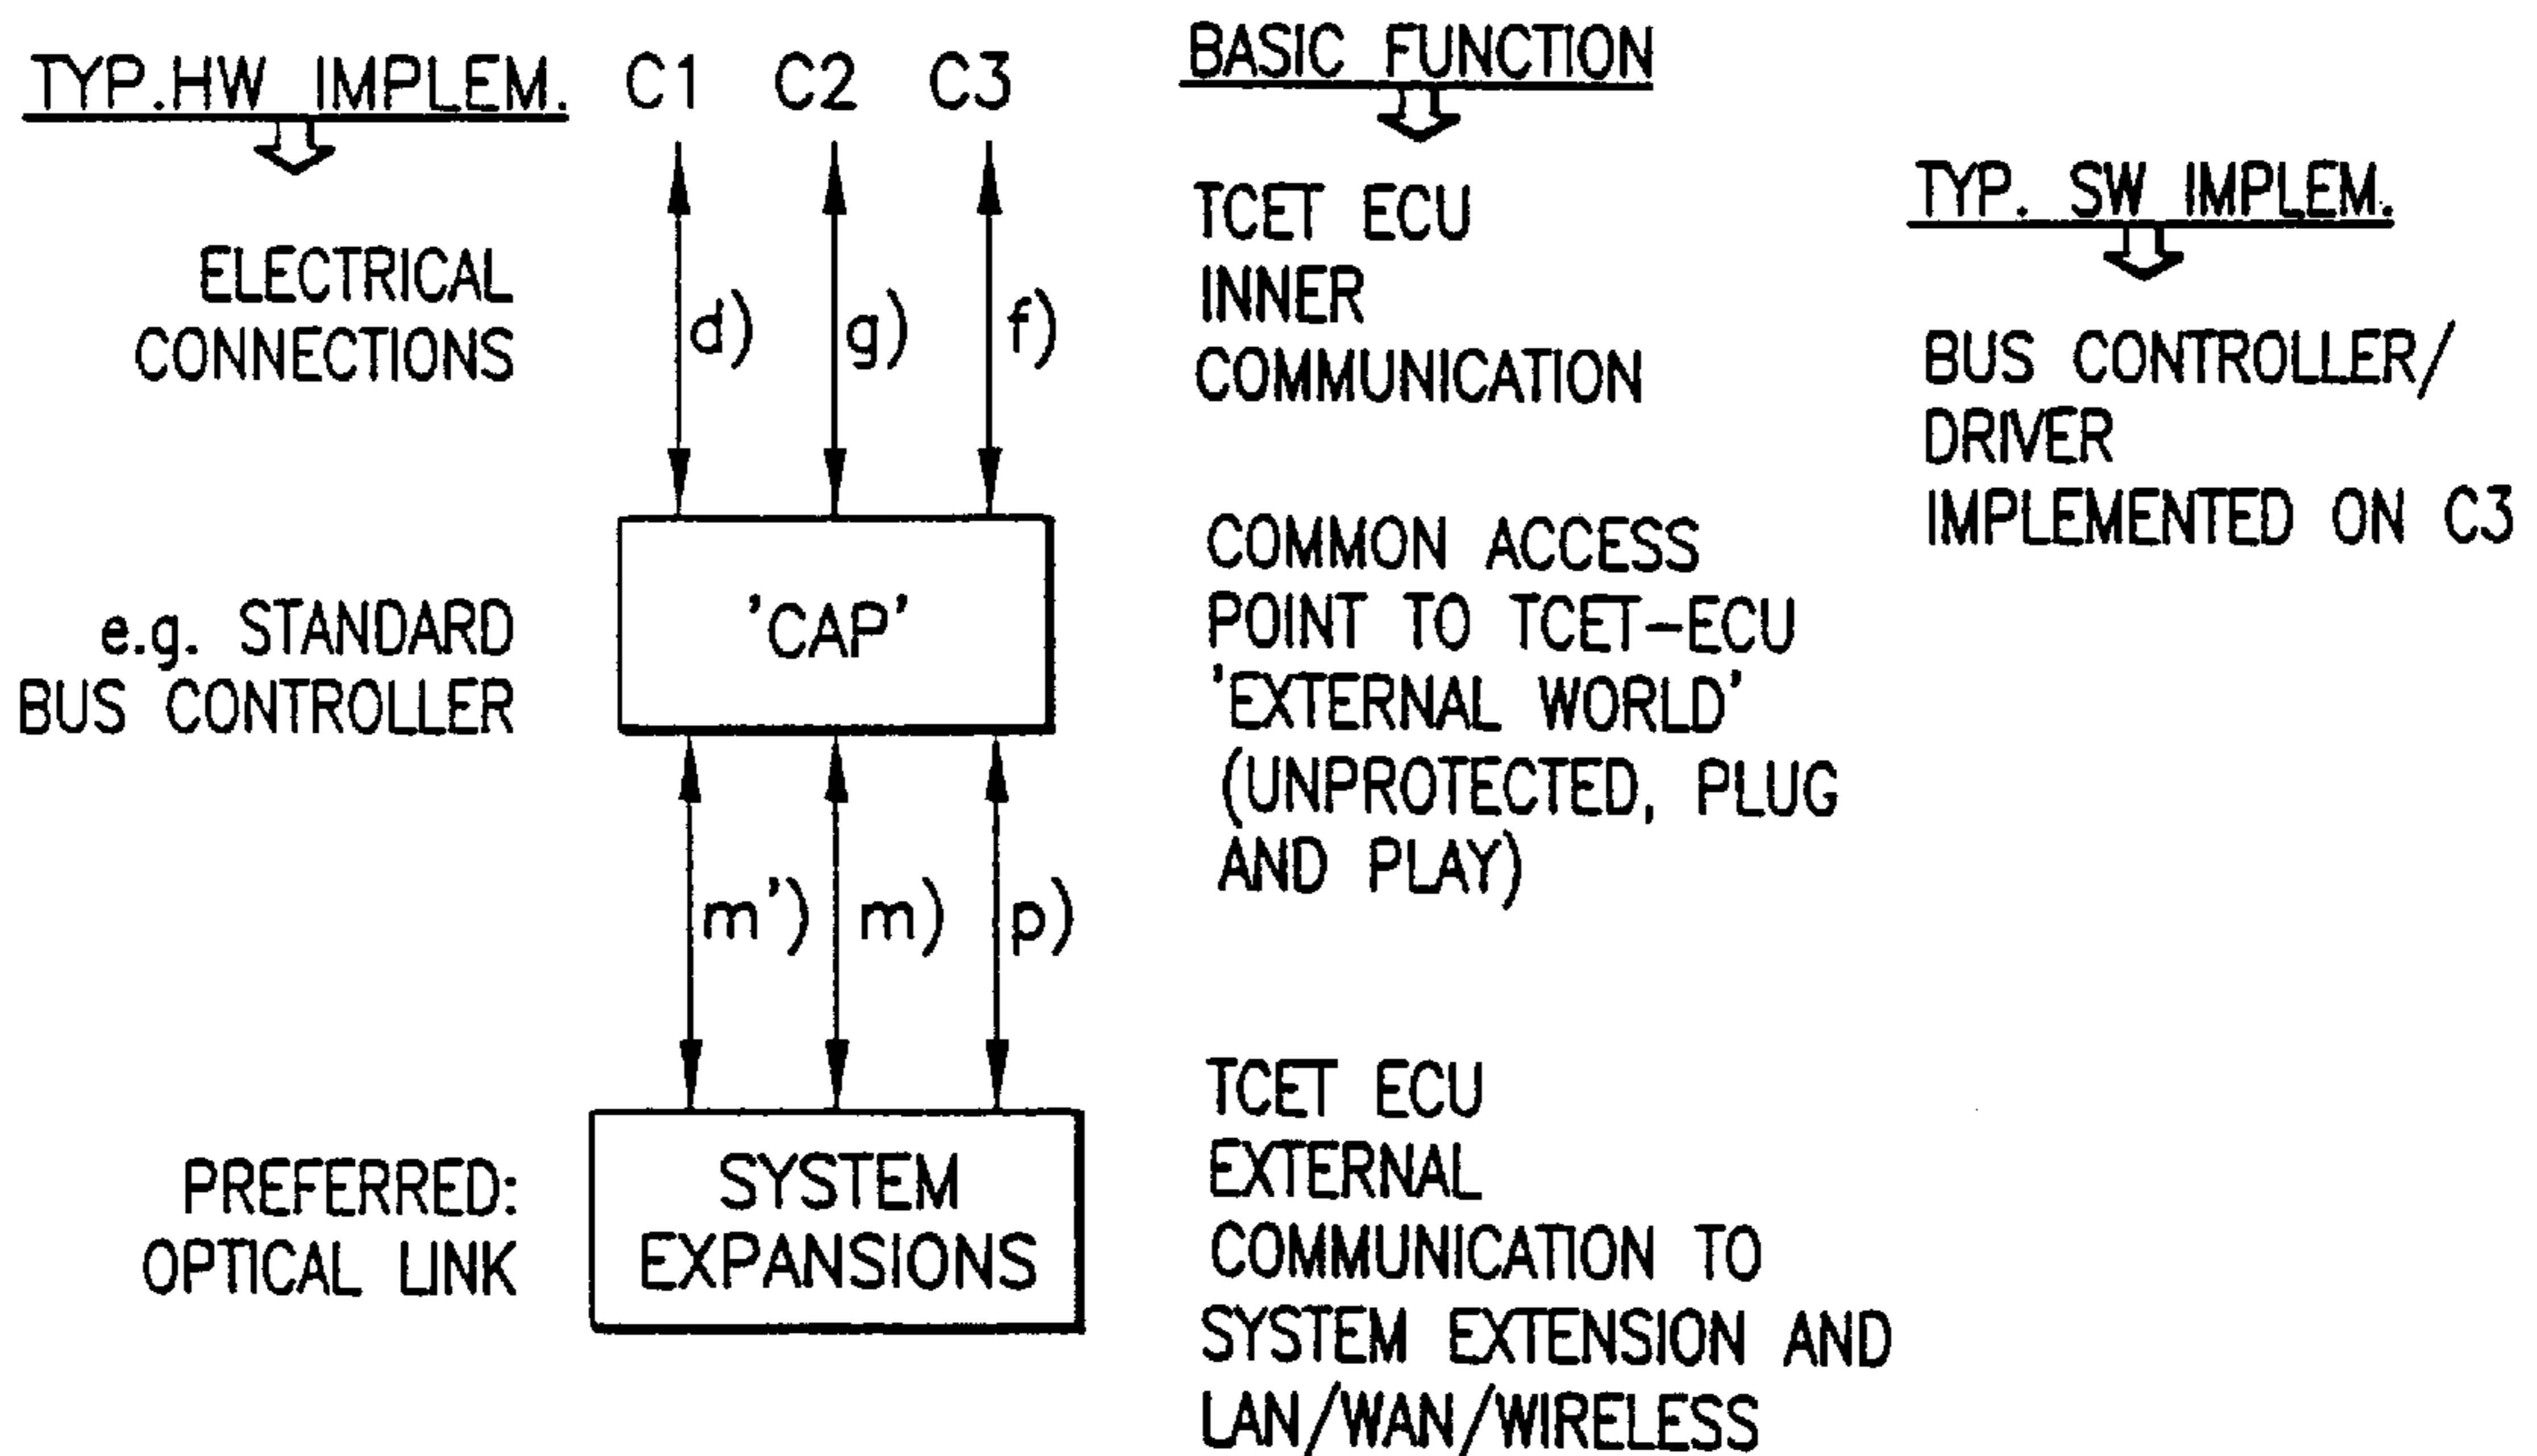 TYP.HW IMPLEM.
C1 C2 C3
BASIC FUNCTION
TYP. SW IMPLEM.
ELECTRICAL
CONNECTIONS
d) g) f)
TCET ECU
INNER
COMMUNICATION
BUS CONTROLLER/
DRIVER
IMPLEMENTED ON C3
e.g. STANDARD
BUS CONTROLLER
'CAP'
COMMON ACCESS
POINT TO TCET-ECU
'EXTERNAL WORLD'
(UNPROTECTED, PLUG
AND PLAY)
m') m) p)
PREFERRED:
OPTICAL LINK
SYSTEM
EXPANSIONS
TCET ECU
EXTERNAL
COMMUNICATION TO
SYSTEM EXTENSION AND
LAN/WAN/WIRELESS